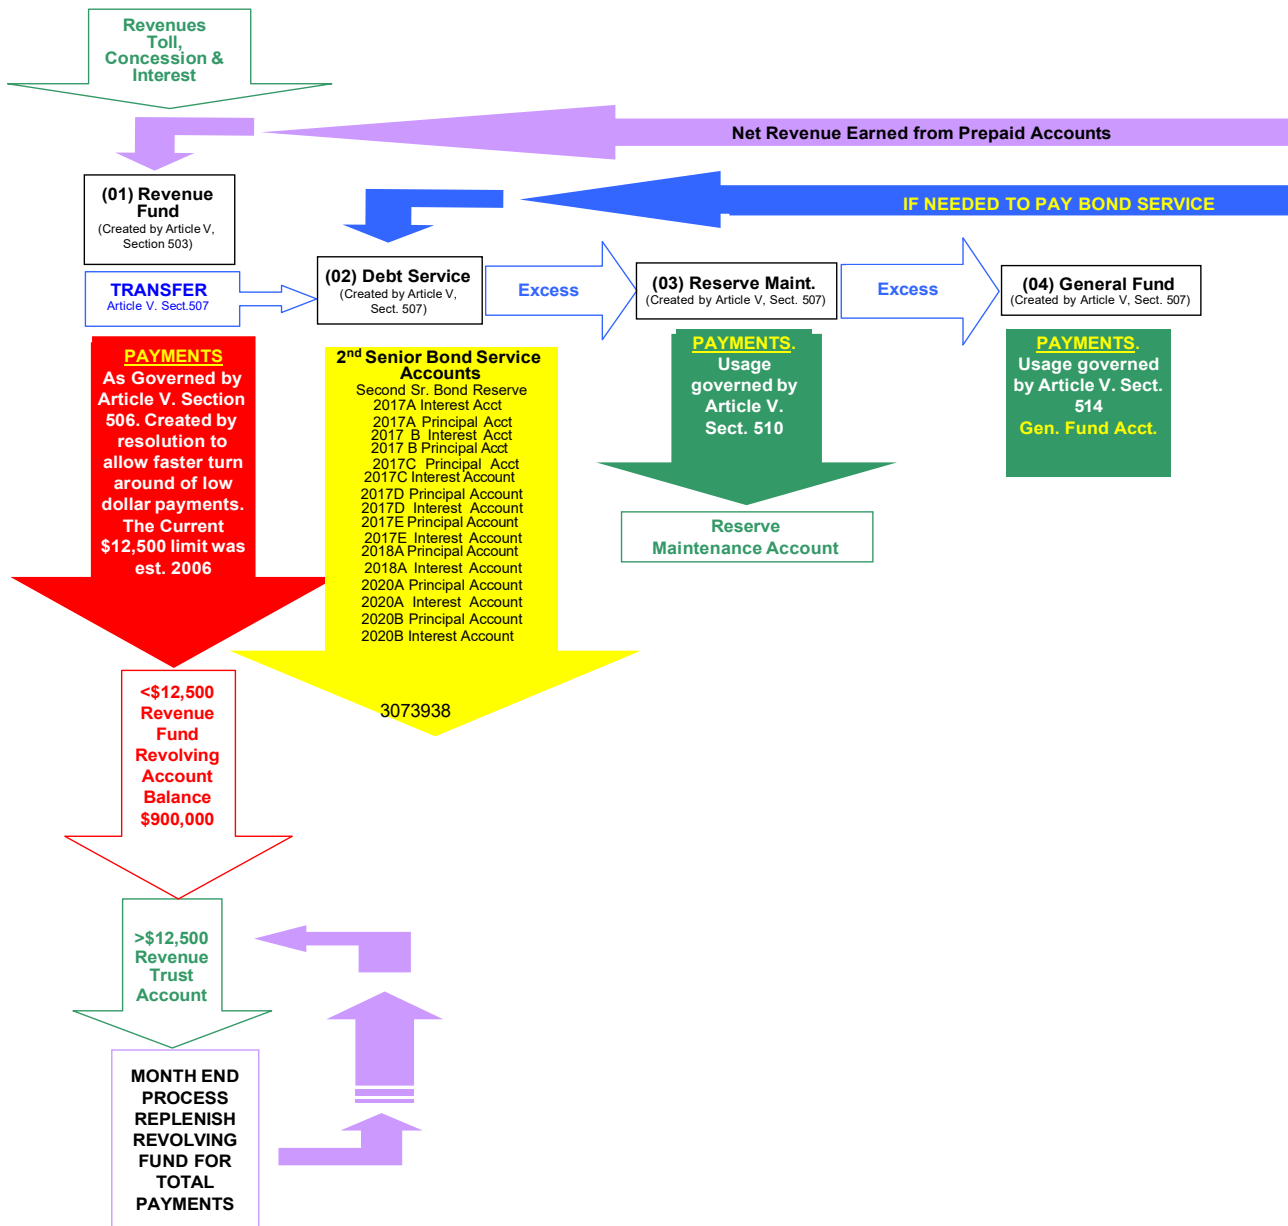 Revenues
Toll,
Concession &
Interest
Net Revenue Earned from Prepaid Accounts
(01) Revenue
Fund
(Created by Article V,
Section 503)
IF NEEDED TO PAY BOND SERVICE
TRANSFER
Article V. Sect.507
(02) Debt Service
(Created by Article V,
Sect. 507)
Excess
(03) Reserve Maint.
(Created by Article V, Sect. 507)
Excess
(04) General Fund
(Created by Article V, Sect. 507)
PAYMENTS
As Governed by
Article V. Section
506. Created by
resolution to
allow faster turn
around of low
dollar payments.
The Current
$12,500 limit was
est. 2006
2nd Senior Bond Service
Accounts
Second Sr. Bond Reserve
2017A Interest Acct
2017A Principal Acct
2017 B Interest Acct
2017 B Principal Acct
2017C Principal Acct
2017C Interest Account
2017D Principal Account
2017D Interest Account
2017E Principal Account
2017E Interest Account
2018A Principal Account
2018A Interest Account
2020A Principal Account
2020A Interest Account
2020B Principal Account
2020B Interest Account
3073938
PAYMENTS.
Usage
governed by
Article V.
Sect. 510
Reserve
Maintenance Account
PAYMENTS.
Usage governed
by Article V. Sect.
514
Gen. Fund Acct.
<$12,500
Revenue
Fund
Revolving
Account
Balance
$900,000
>$12,500
Revenue
Trust
Account
MONTH END
PROCESS
REPLENISH
REVOLVING
FUND FOR
TOTAL
PAYMENTS